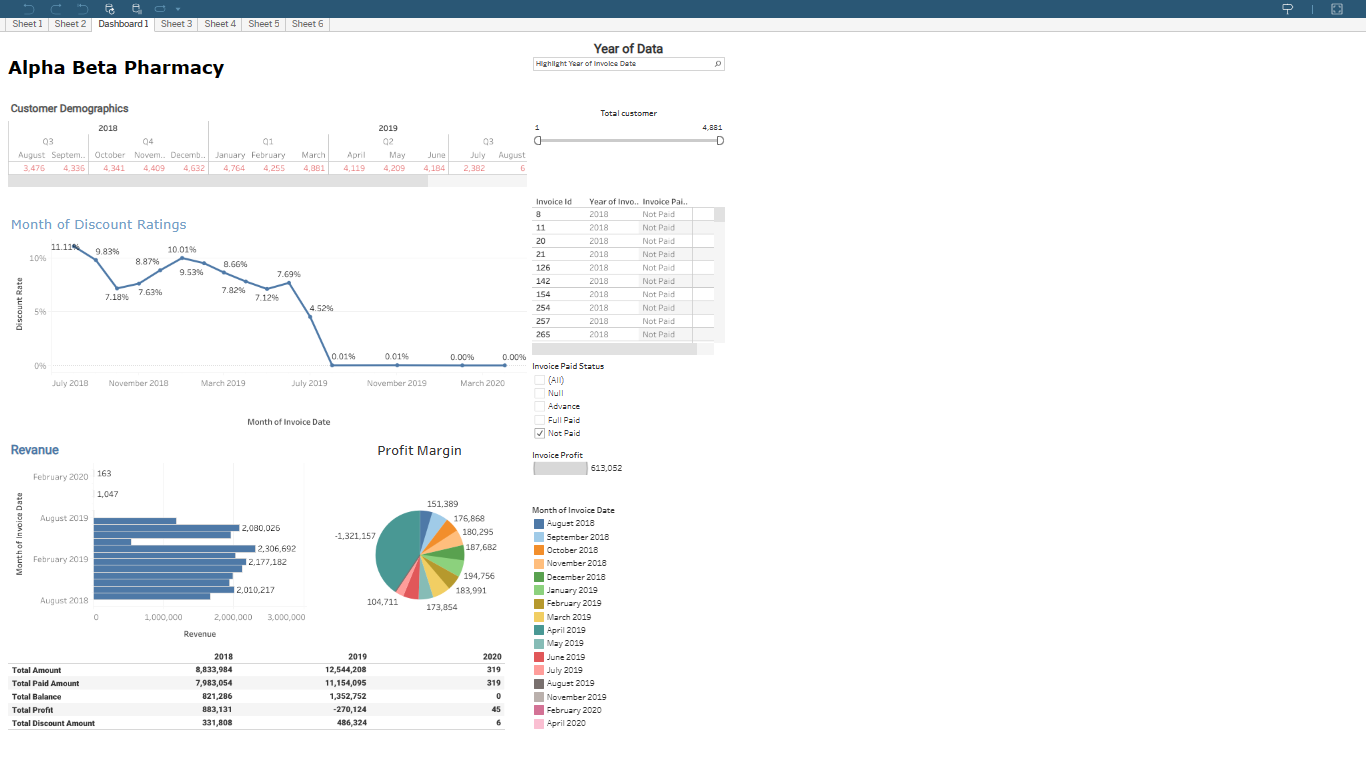 Sheet 1 Sheet 2 Dashboard 1 Sheet 3 Sheet 4 Sheet 5 Sheet 6
Alpha Beta Pharmacy
Customer Demographics
2018 2019
Q3 Q4 Q1 Q2 Q3
August Septem.. October Novem.. Decemb.. January February March April May June July August
3,476 4,336 4,341 4,409 4,632 4,764 4,255 4,881 4,119 4,209 4,184 2,382 6
Month of Discount Ratings
11.11% 9.83% 7.18% 7.63% 8.87% 10.01% 9.53% 8.66% 7.82% 7.12% 7.69% 4.52% 0.01% 0.01% 0.00% 0.00%
Discount Rate
10%
5%
0%
July 2018 November 2018 March 2019 July 2019 November 2019 March 2020
Month of Invoice Date
Revanue
Month of Invoice Date
February 2020 163
1,047
August 2019
2,080,026
2,306,692
February 2019 2,177,182
2,010,217
August 2018
0 1,000,000 2,000,000 3,000,000
Revenue
Profit Margin
151,389
176,868
180,295
187,682
194,756
183,991
173,854
104,711
-1,321,157
2018 2019 2020
Total Amount 8,833,984 12,544,208 319
Total Paid Amount 7,983,054 11,154,095 319
Total Balance 821,286 1,352,752 0
Total Profit 883,131 -270,124 45
Total Discount Amount 331,808 486,324 6
Year of Data
Highlight Year of Invoice Date
Total customer
1 4,881
Invoice Id Year of Invo.. Invoice Pai..
8 2018 Not Paid
11 2018 Not Paid
20 2018 Not Paid
21 2018 Not Paid
126 2018 Not Paid
142 2018 Not Paid
154 2018 Not Paid
254 2018 Not Paid
257 2018 Not Paid
265 2018 Not Paid
Invoice Paid Status
(All)
Null
Advance
Full Paid
Not Paid
Invoice Profit
613,052
Month of Invoice Date
August 2018
September 2018
October 2018
November 2018
December 2018
January 2019
February 2019
March 2019
April 2019
May 2019
June 2019
July 2019
August 2019
November 2019
February 2020
April 2020